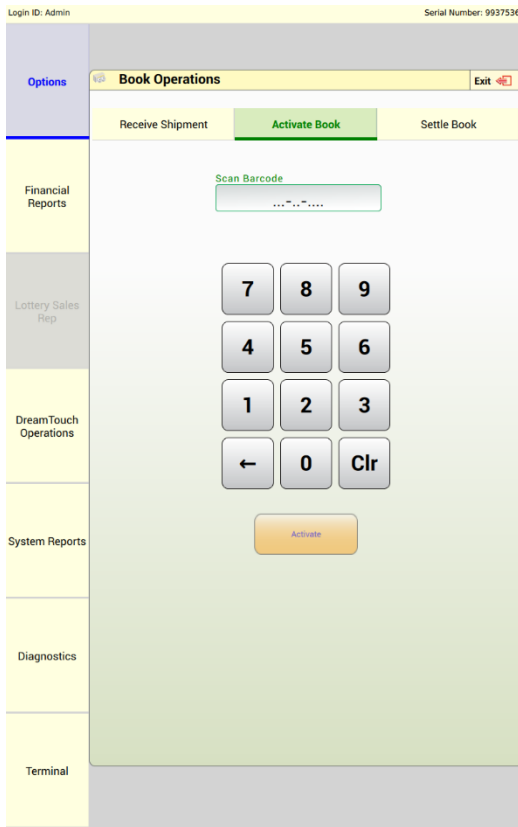 Login ID: Admin
Serial Number: 9937536
Options
Book Operations
Exit
Receive Shipment
Activate Book
Settle Book
Scan Barcode
...-..-....
Financial
Reports
Lottery Sales
Rep
DreamTouch
Operations
System Reports
Diagnostics
Terminal
7 8 9
4 5 6
1 2 3
← 0 Clr
Activate